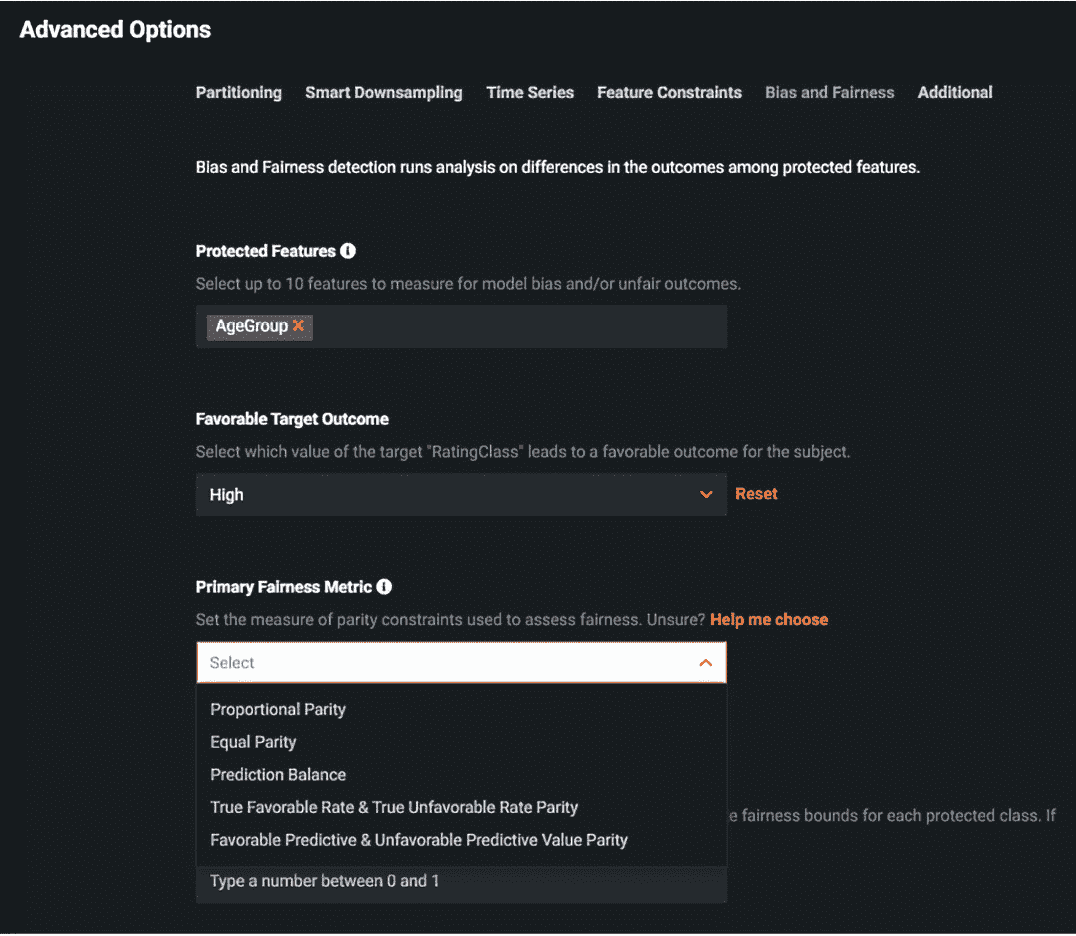 Advanced Options
Partitioning Smart Downsampling Time Series Feature Constraints Bias and Fairness Additional
Bias and Fairness detection runs analysis on differences in the outcomes among protected features.
Protected Features
Select up to 10 features to measure for model bias and/or unfair outcomes.
AgeGroup
Favorable Target Outcome
Select which value of the target "RatingClass" leads to a favorable outcome for the subject.
High Reset
Primary Fairness Metric
Set the measure of parity constraints used to assess fairness. Unsure? Help me choose
Select
Proportional Parity
Equal Parity
Prediction Balance
True Favorable Rate & True Unfavorable Rate Parity
e fairness bounds for each protected class. If
Favorable Predictive & Unfavorable Predictive Value Parity
Type a number between 0 and 1